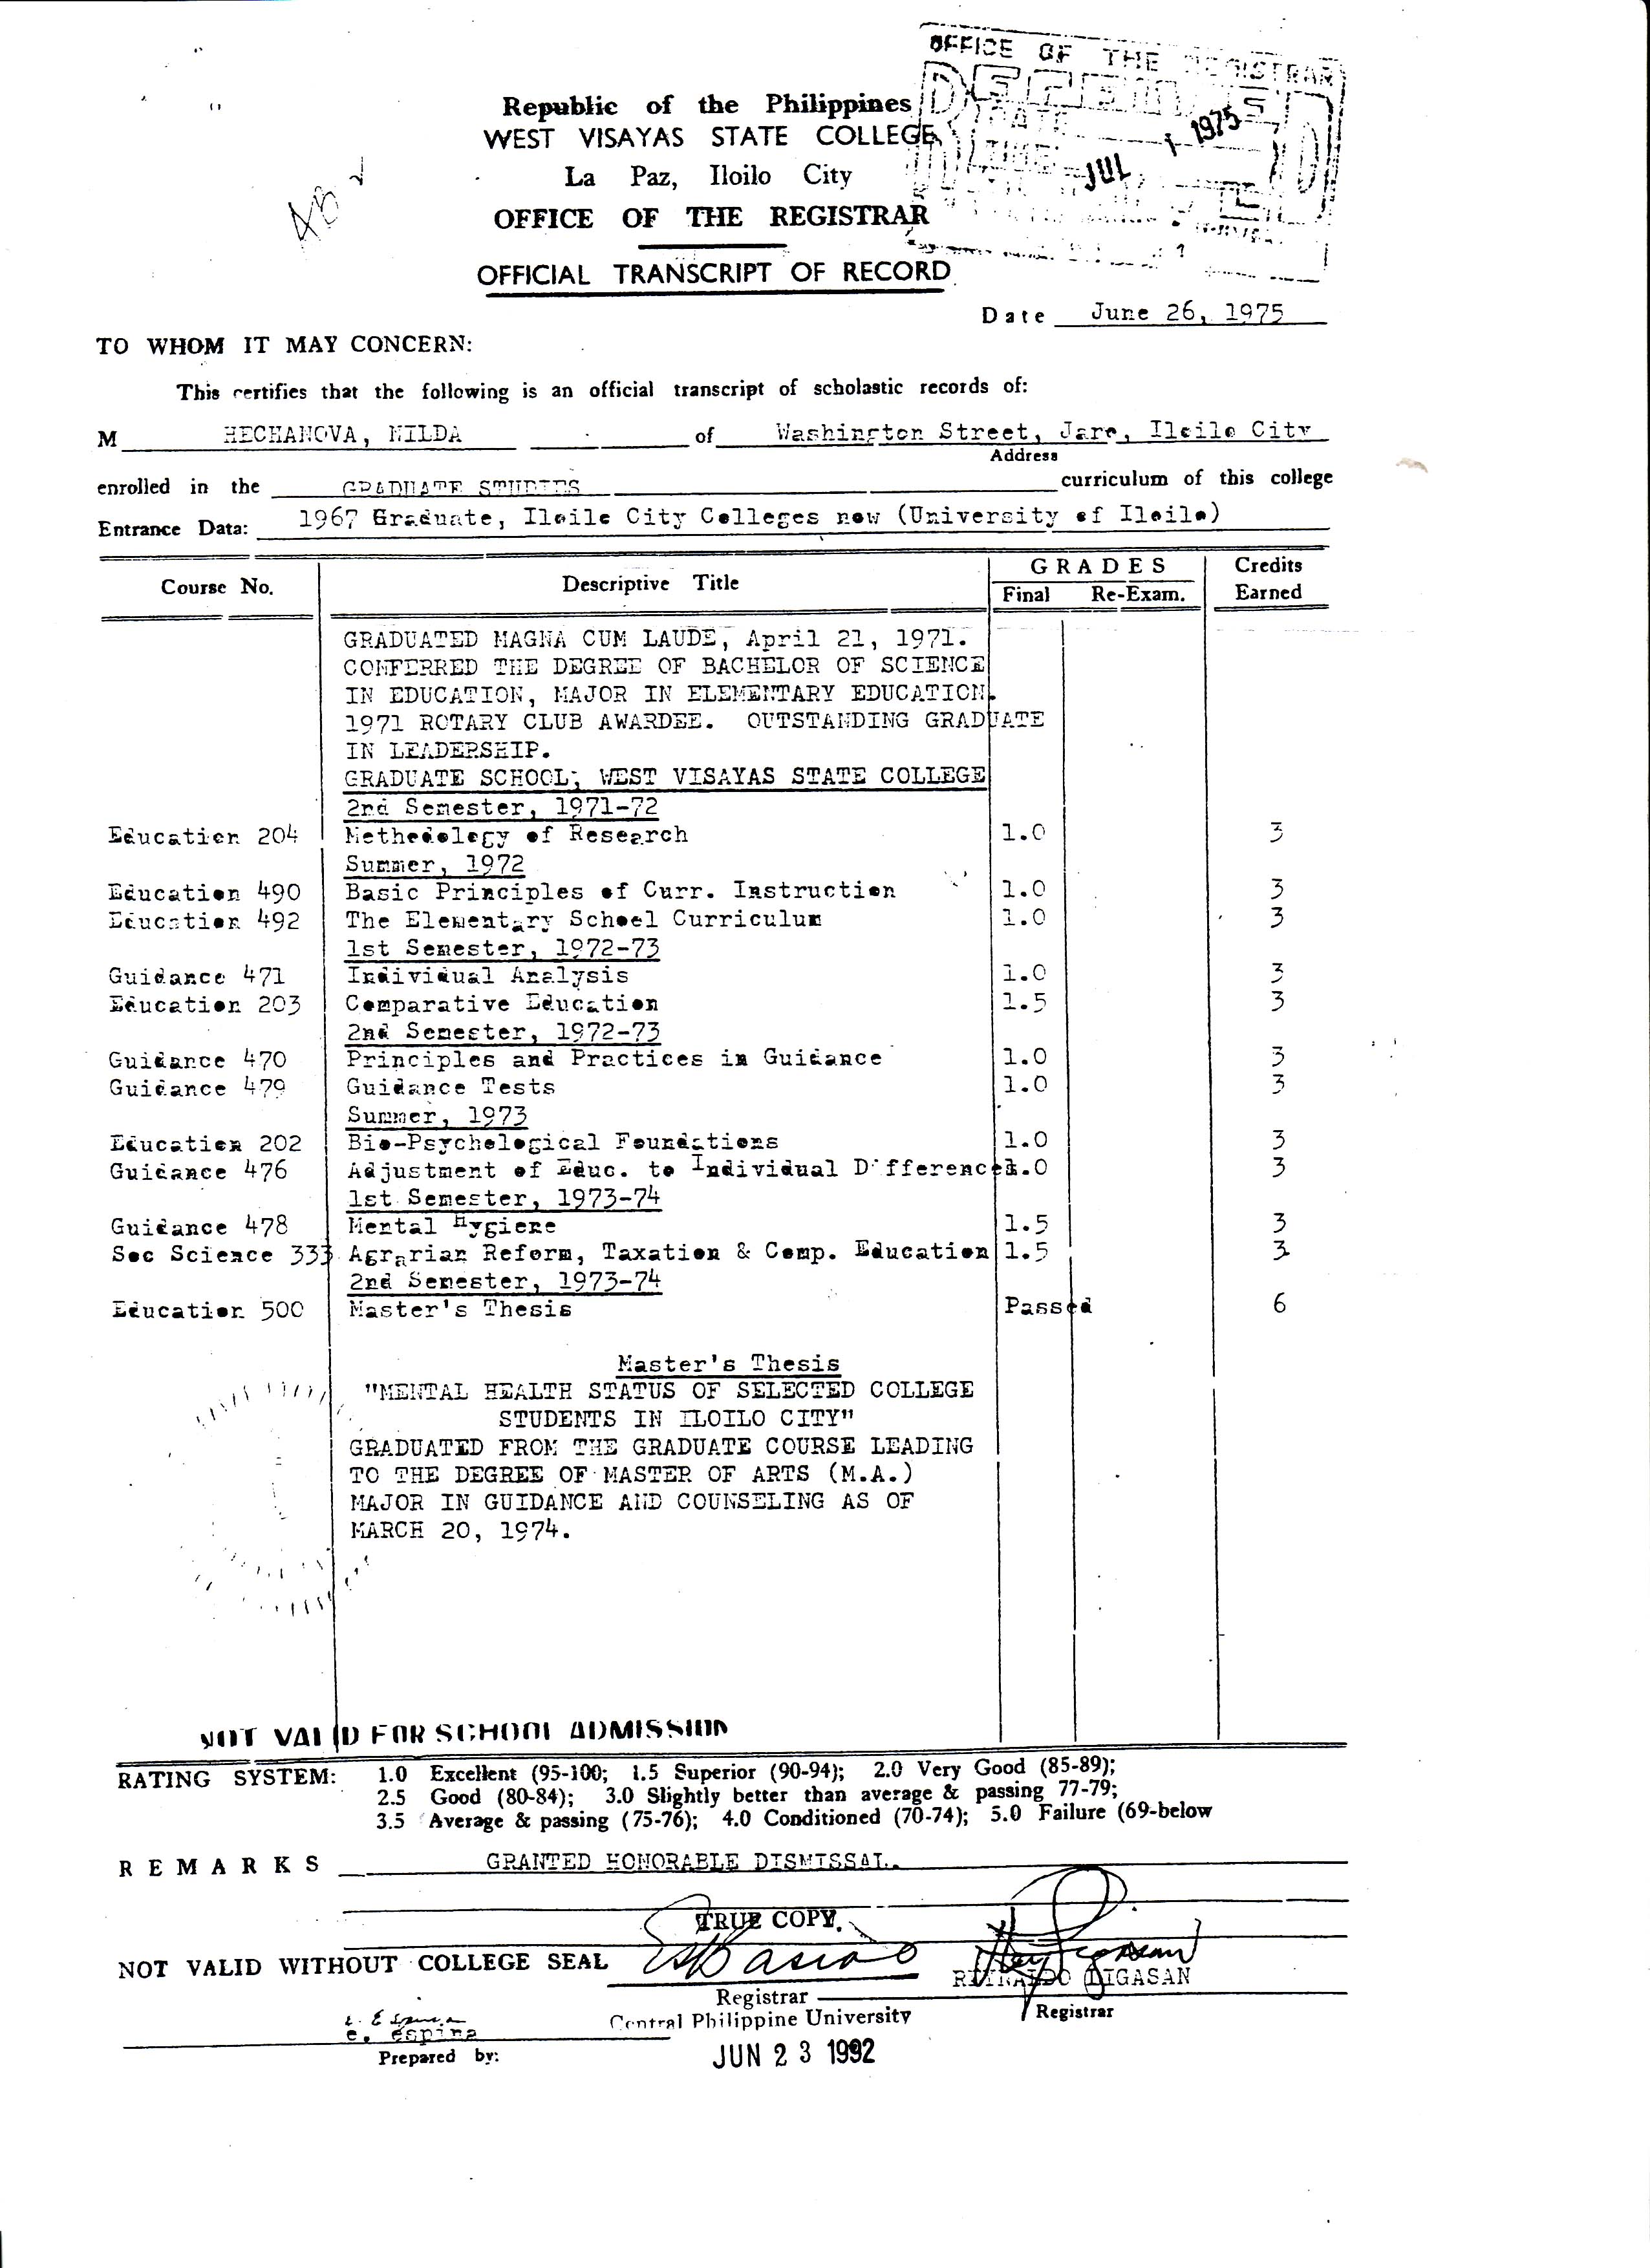 OFFICE OF THE REGISTRAR
RECEIVED
DATE
TIME:
JUL 1 1975
Republic of the Philippines
WEST VISAYAS STATE COLLEGE
La Paz, Iloilo City
OFFICE OF THE REGISTRAR
OFFICIAL TRANSCRIPT OF RECORD
Date June 26, 1975
TO WHOM IT MAY CONCERN:
This certifies that the following is an official transcript of scholastic records of:
M HECHANOVA, NILDA of Washington Street, Jaro, Iloilo City
Address
enrolled in the GRADUATE STUDIES curriculum of this college
Entrance Data: 1967 Graduate, Iloilo City Colleges now (University of Iloilo)
Course No. Descriptive Title GRADES Credits
Final Re-Exam. Earned
GRADUATED MAGNA CUM LAUDE, April 21, 1971.
CONFERRED THE DEGREE OF BACHELOR OF SCIENCE
IN EDUCATION, MAJOR IN ELEMENTARY EDUCATION.
1971 ROTARY CLUB AWARDEE. OUTSTANDING GRADUATE
IN LEADERSHIP.
GRADUATE SCHOOL, WEST VISAYAS STATE COLLEGE
2nd Semester, 1971-72
Education 204 Methodology of Research 1.0 3
Summer, 1972
Education 490 Basic Principles of Curr. Instruction 1.0 3
Education 492 The Elementary School Curriculum 1.0 3
1st Semester, 1972-73
Guidance 471 Individual Analysis 1.0 3
Education 203 Comparative Education 1.5 3
2nd Semester, 1972-73
Guidance 470 Principles and Practices in Guidance 1.0 3
Guidance 479 Guidance Tests 1.0 3
Summer, 1973
Education 202 Bio-Psychological Foundations 1.0 3
Guidance 476 Adjustment of Educ. to Individual Differences 1.0 3
1st Semester, 1973-74
Guidance 478 Mental Hygiene 1.5 3
Soc Science 333 Agrarian Reform, Taxation & Comp. Education 1.5 3
2nd Semester, 1973-74
Education 500 Master's Thesis Passed 6
Master's Thesis
"MENTAL HEALTH STATUS OF SELECTED COLLEGE
STUDENTS IN ILOILO CITY"
GRADUATED FROM THE GRADUATE COURSE LEADING
TO THE DEGREE OF MASTER OF ARTS (M.A.)
MAJOR IN GUIDANCE AND COUNSELING AS OF
MARCH 20, 1974.
NOT VALID FOR SCHOOL ADMISSION
RATING SYSTEM: 1.0 Excellent (95-100; 1.5 Superior (90-94); 2.0 Very Good (85-89);
2.5 Good (80-84); 3.0 Slightly better than average & passing 77-79;
3.5 Average & passing (75-76); 4.0 Conditioned (70-74); 5.0 Failure (69-below
REMARKS GRANTED HONORABLE DISMISSAL.
TRUE COPY.
NOT VALID WITHOUT COLLEGE SEAL
REYNALDO DIGASAN
Registrar
Registrar
Central Philippine University
e. espina
Prepared by:
JUN 23 1992